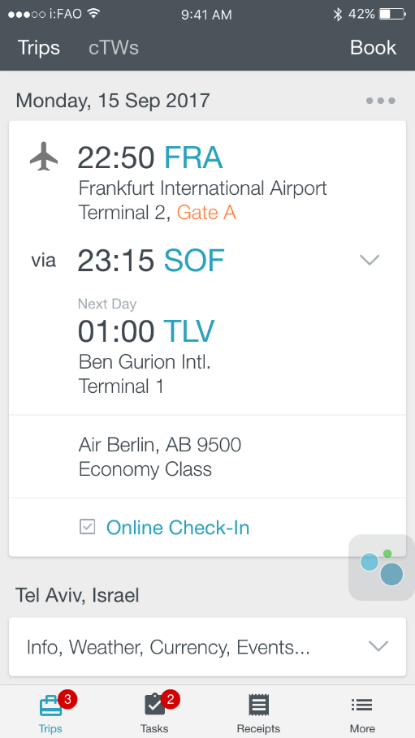 i:FAO 9:41 AM 42%
Trips cTWs Book
Monday, 15 Sep 2017
22:50 FRA
Frankfurt International Airport
Terminal 2, Gate A
via 23:15 SOF
Next Day
01:00 TLV
Ben Gurion Intl.
Terminal 1
Air Berlin, AB 9500
Economy Class
Online Check-In
Tel Aviv, Israel
Info, Weather, Currency, Events...
3 2
Trips Tasks Receipts More